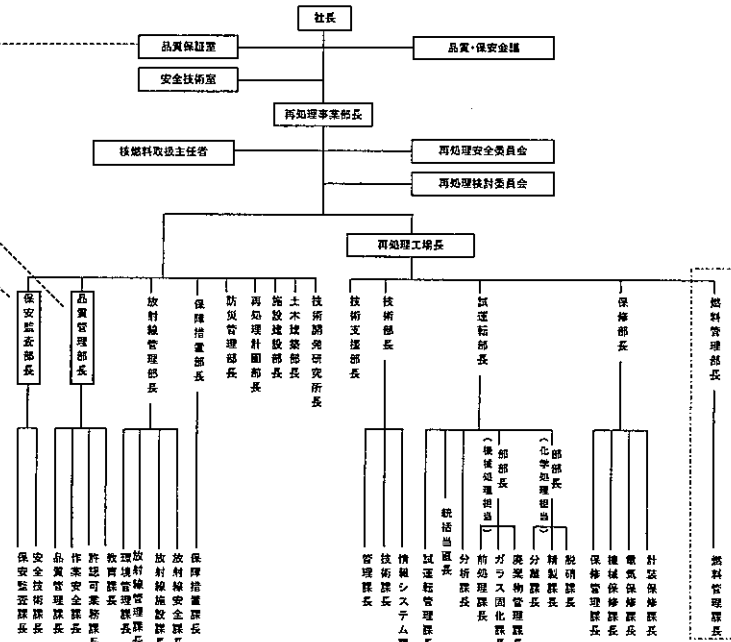 社長
品質保証室
品質・保安会議
安全技術室
再処理事業部長
核燃料取扱主任者
再処理安全委員会
再処理検討委員会
再処理工場長
保安監査部長
品質管理部長
放射線管理部長
保障措置部長
防災管理部長
再処理計画部長
施設建設部長
土木建築部長
技術開発研究所長
技術支援部長
技術部長
試運転部長
保修部長
燃料管理部長
部部長
(機械処理担当)
部部長
(化学処理担当)
保安監査課長
安全技術課長
品質管理課長
作業安全課長
許認可業務課長
教育課長
環境管理課長
放射線管理課長
放射線施設課長
放射線安全課長
保障措置課長
管理課長
技術課長
情報システム課
試運転管理課長
統括当直長
分析課長
前処理課長
ガラス固化課長
廃棄物管理課長
分離課長
精製課長
脱硝課長
保修管理課長
機械保修課長
電気保修課長
計装保修課長
燃料管理課長